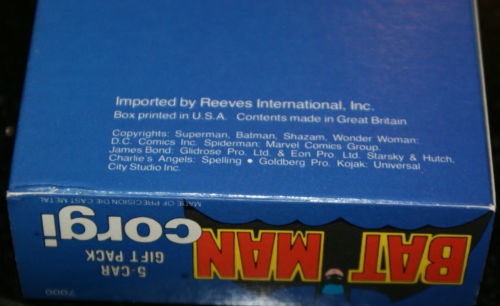 Imported by Reeves International, Inc.
Box printed in U.S.A. Contents made in Great Britain
Copyrights: Superman, Batman, Shazam, Wonder Woman:
D.C. Comics Inc. Spiderman: Marvel Comics Group.
James Bond: Glidrose Pro. Ltd. & Eon Pro. Ltd. Starsky & Hutch,
Charlie's Angels: Spelling • Goldberg Pro. Kojak: Universal
City Studio Inc.
BATMAN
5-CAR
GIFT PACK
7000
corgi
MADE OF PRECISION DIE CAST METAL